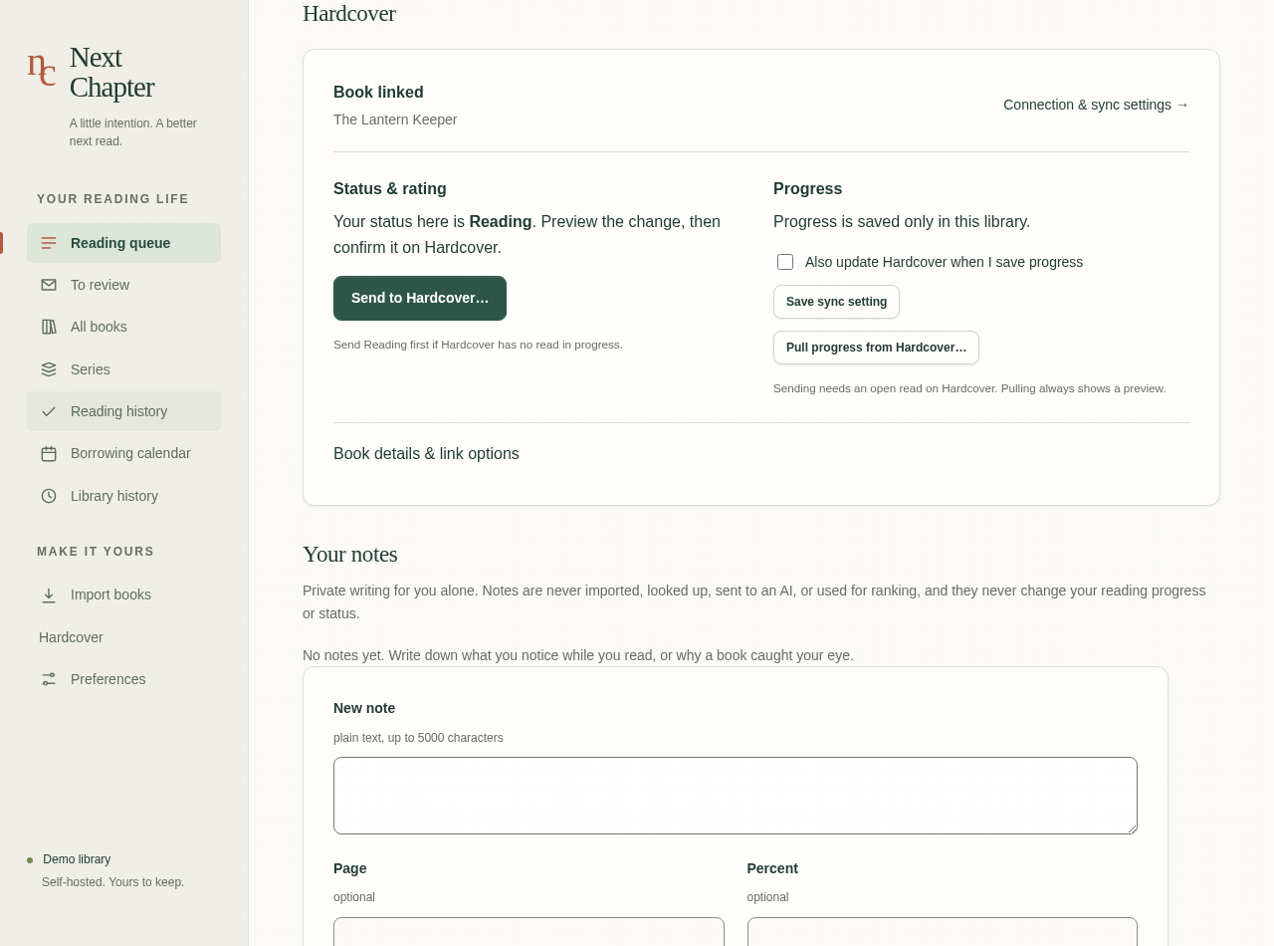 nc
Next
Chapter
A little intention. A better
next read.
YOUR READING LIFE
Reading queue
To review
All books
Series
Reading history
Borrowing calendar
Library history
MAKE IT YOURS
Import books
Hardcover
Preferences
Demo library
Self-hosted. Yours to keep.
Hardcover
Book linked
The Lantern Keeper
Connection & sync settings →
Status & rating
Your status here is Reading. Preview the change, then
confirm it on Hardcover.
Send to Hardcover…
Send Reading first if Hardcover has no read in progress.
Progress
Progress is saved only in this library.
Also update Hardcover when I save progress
Save sync setting
Pull progress from Hardcover…
Sending needs an open read on Hardcover. Pulling always shows a preview.
Book details & link options
Your notes
Private writing for you alone. Notes are never imported, looked up, sent to an AI, or used for ranking, and they never change your reading progress
or status.
No notes yet. Write down what you notice while you read, or why a book caught your eye.
New note
plain text, up to 5000 characters
Page
optional
Percent
optional